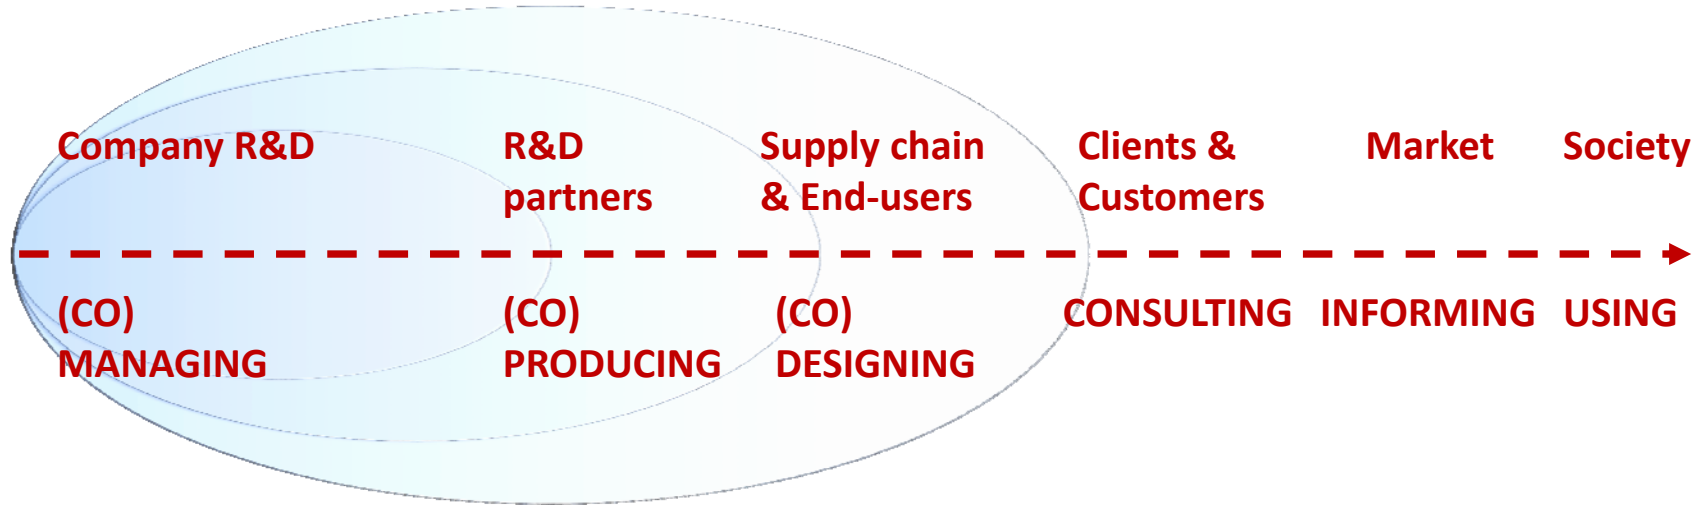 Company R&D
R&D
partners
Supply chain
& End-users
Clients &
Customers
Market
Society
(CO)
MANAGING
(CO)
PRODUCING
(CO)
DESIGNING
CONSULTING
INFORMING
USING